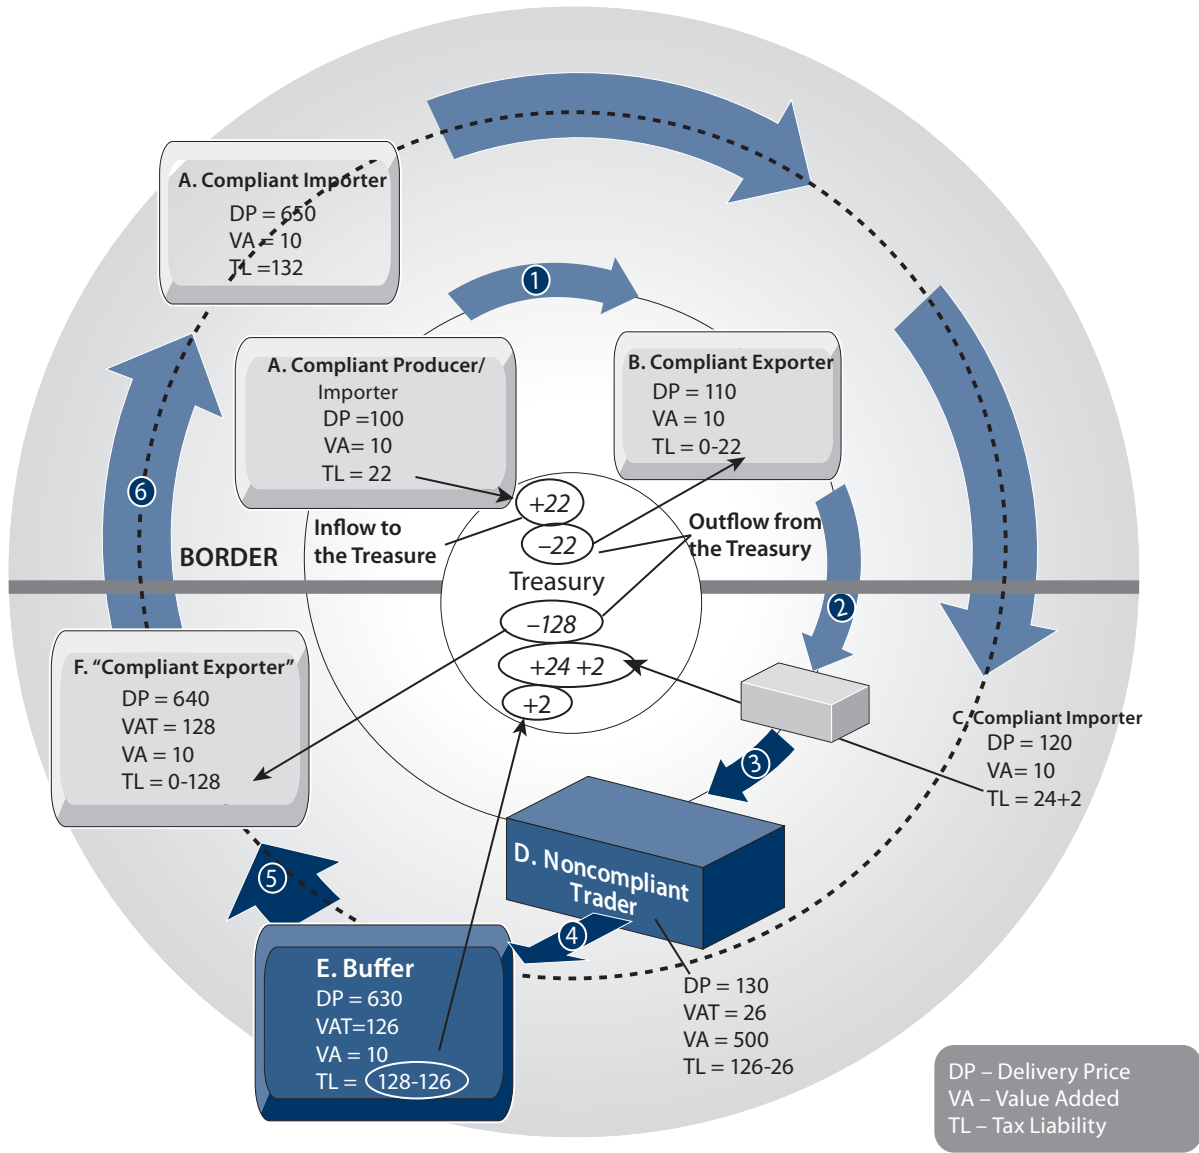 A. Compliant Importer
DP = 650
VA = 10
TL =132
1
A. Compliant Producer/
Importer
DP =100
VA= 10
TL = 22
B. Compliant Exporter
DP = 110
VA = 10
TL = 0-22
6
+22
Inflow to
the Treasure
–22
Outflow from
the Treasury
BORDER
Treasury
2
–128
+24 +2
+2
F. “Compliant Exporter”
DP = 640
VAT = 128
VA = 10
TL = 0-128
C. Compliant Importer
DP = 120
VA= 10
TL = 24+2
3
D. Noncompliant
Trader
5
4
E. Buffer
DP = 630
VAT=126
VA = 10
TL = 128-126
DP = 130
VAT = 26
VA = 500
TL = 126-26
DP – Delivery Price
VA – Value Added
TL – Tax Liability